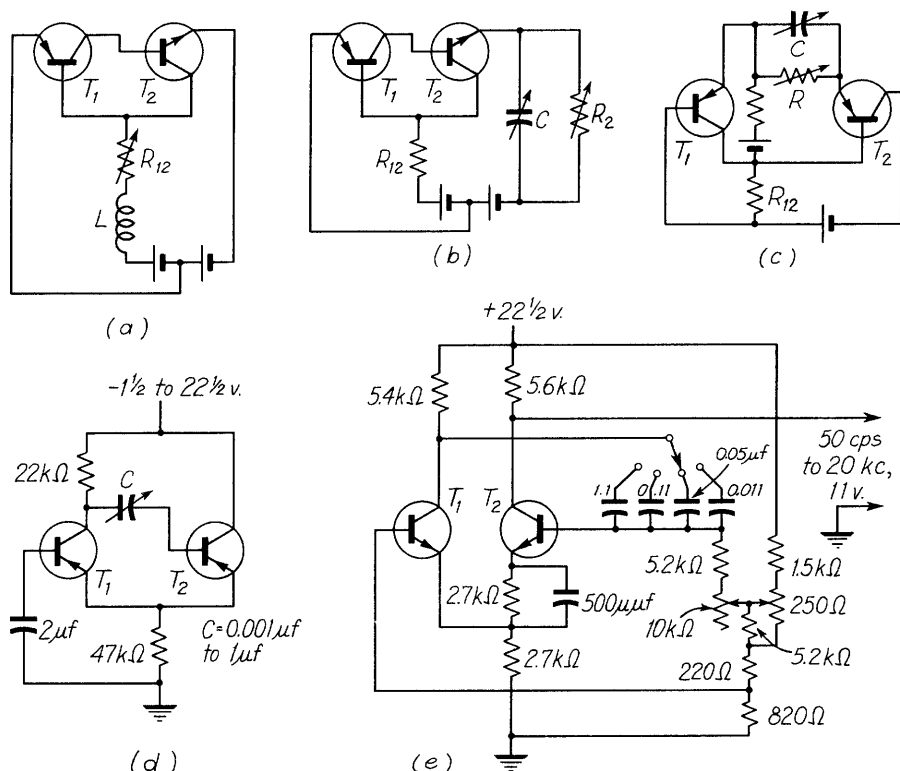 T1
T2
R12
L
(a)
T1
T2
R12
C
R2
(b)
C
R
T1
T2
R12
(c)
-1½ to 22½ v.
22kΩ
C
T1
T2
2μf
47kΩ
C=0.001μf
to 1μf
(d)
+22½ v.
5.4kΩ
5.6kΩ
50 cps
to 20 kc,
11 v.
0.05μf
1.1
0.11
0.011
T1
T2
5.2kΩ
1.5kΩ
2.7kΩ
500μμf
10kΩ
250Ω
5.2kΩ
2.7kΩ
220Ω
820Ω
(e)